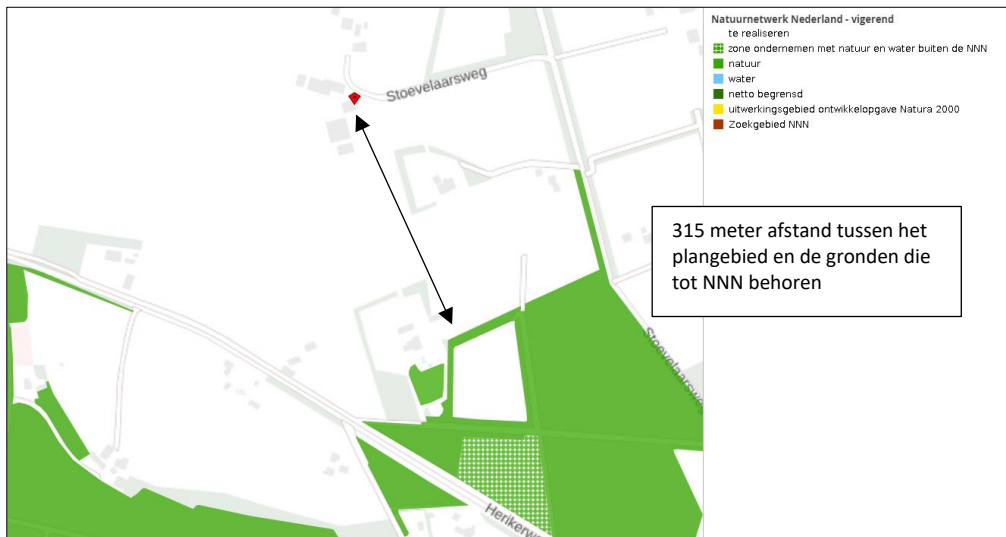 Natuurnetwerk Nederland - vigerend
te realiseren
zone ondernemen met natuur en water buiten de NNN
natuur
water
netto begrensd
uitwerkingsgebied ontwikkelopgave Natura 2000
Zoekgebied NNN
Stoevelaarsweg
315 meter afstand tussen het
plangebied en de gronden die
tot NNN behoren
Stoevelaarsweg
Herikerweg